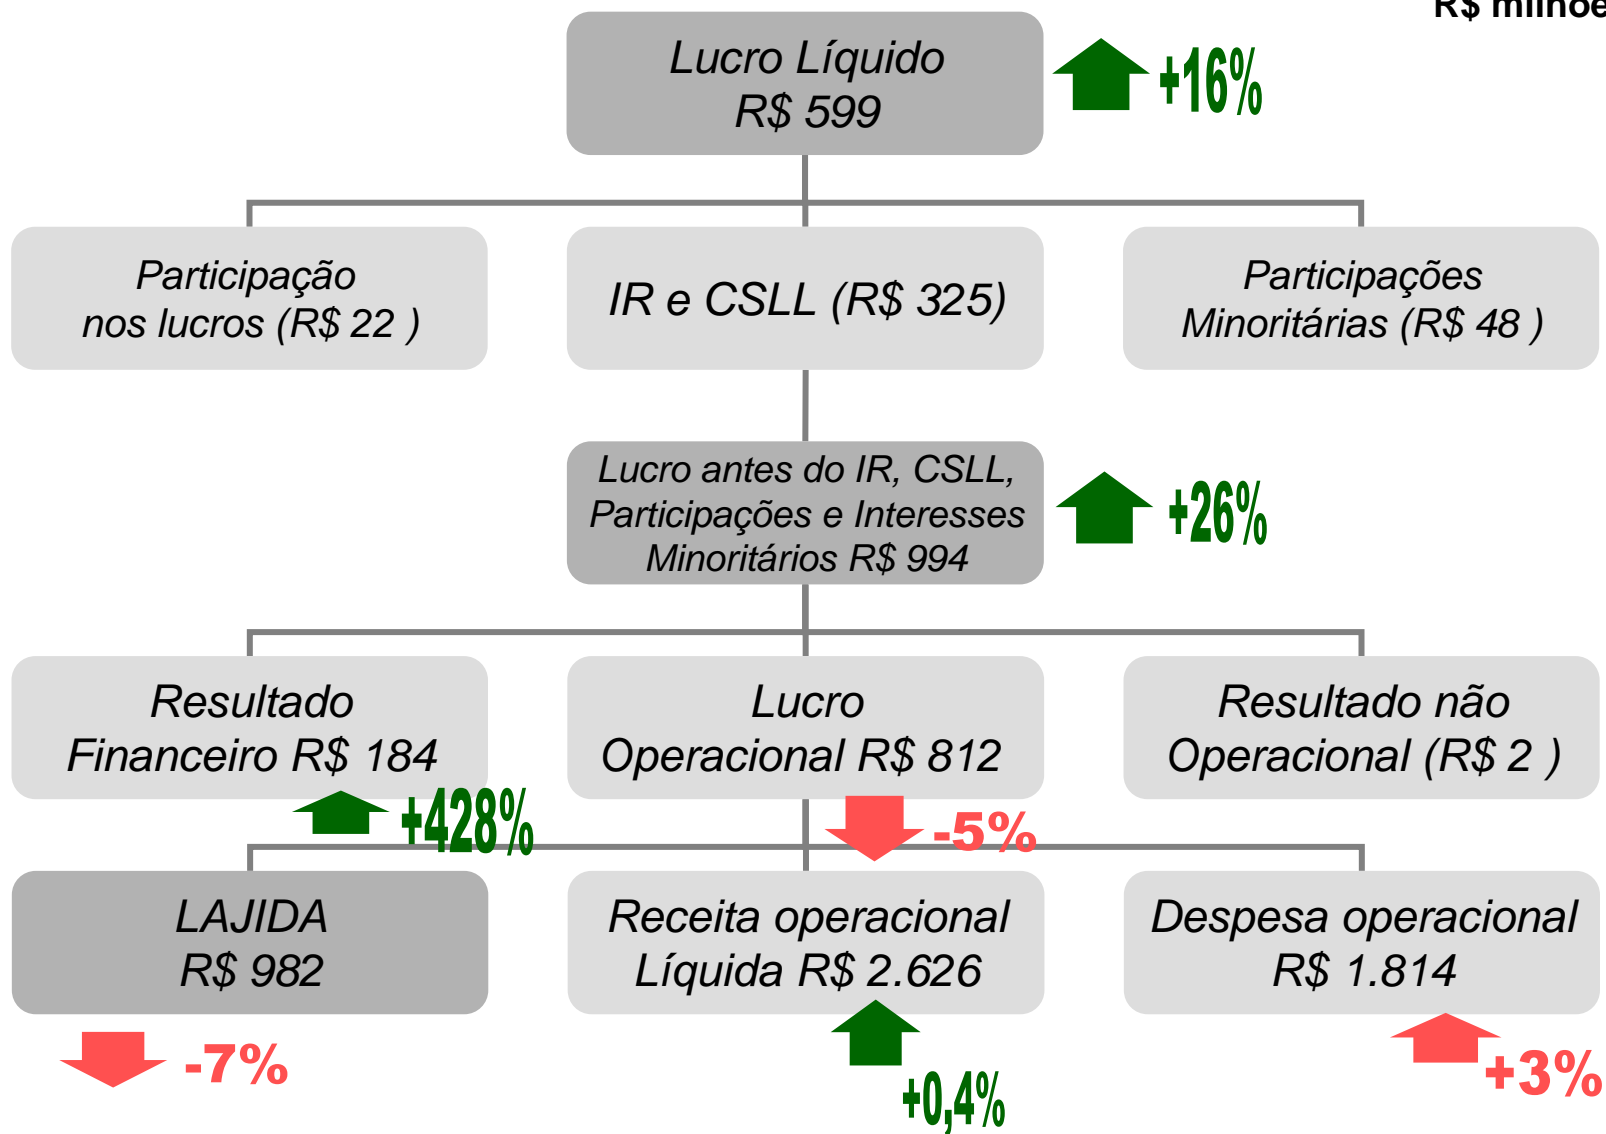 R$ milhõe
Lucro Líquido
R$ 599
+16%
Participação
nos lucros (R$ 22 )
IR e CSLL (R$ 325)
Participações
Minoritárias (R$ 48 )
Lucro antes do IR, CSLL,
Participações e Interesses
Minoritários R$ 994
+26%
Resultado
Financeiro R$ 184
+428%
Lucro
Operacional R$ 812
-5%
Resultado não
Operacional (R$ 2 )
LAJIDA
R$ 982
-7%
Receita operacional
Líquida R$ 2.626
+0,4%
Despesa operacional
R$ 1.814
+3%